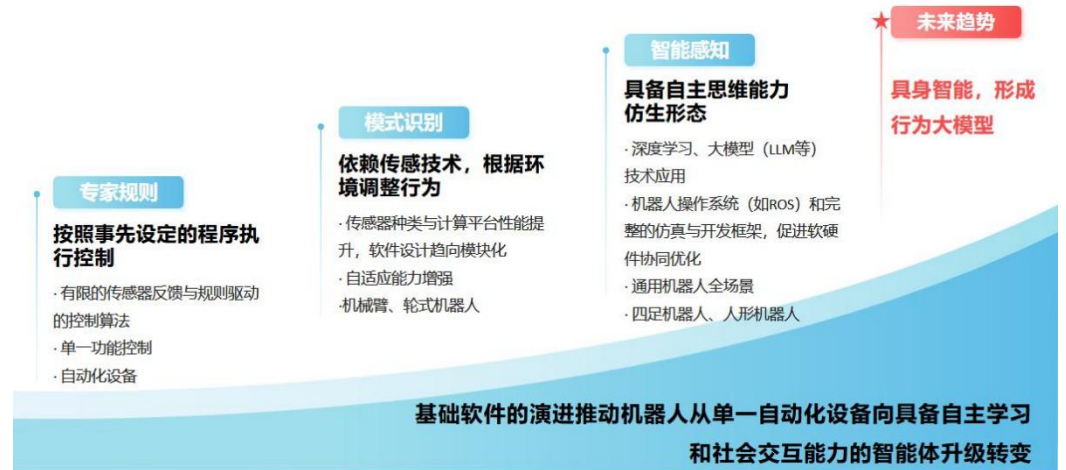 专家规则
按照事先设定的程序执
行控制
·有限的传感器反馈与规则驱动
的控制算法
·单一功能控制
·自动化设备
模式识别
依赖传感技术，根据环
境调整行为
·传感器种类与计算平台性能提
升，软件设计趋向模块化
·自适应能力增强
·机械臂、轮式机器人
智能感知
具备自主思维能力
仿生形态
·深度学习、大模型（LLM等）
技术应用
·机器人操作系统（如ROS）和完
整的仿真与开发框架，促进软硬
件协同优化
·通用机器人全场景
·四足机器人、人形机器人
未来趋势
具身智能，形成
行为大模型
基础软件的演进推动机器人从单一自动化设备向具备自主学习
和社会交互能力的智能体升级转变